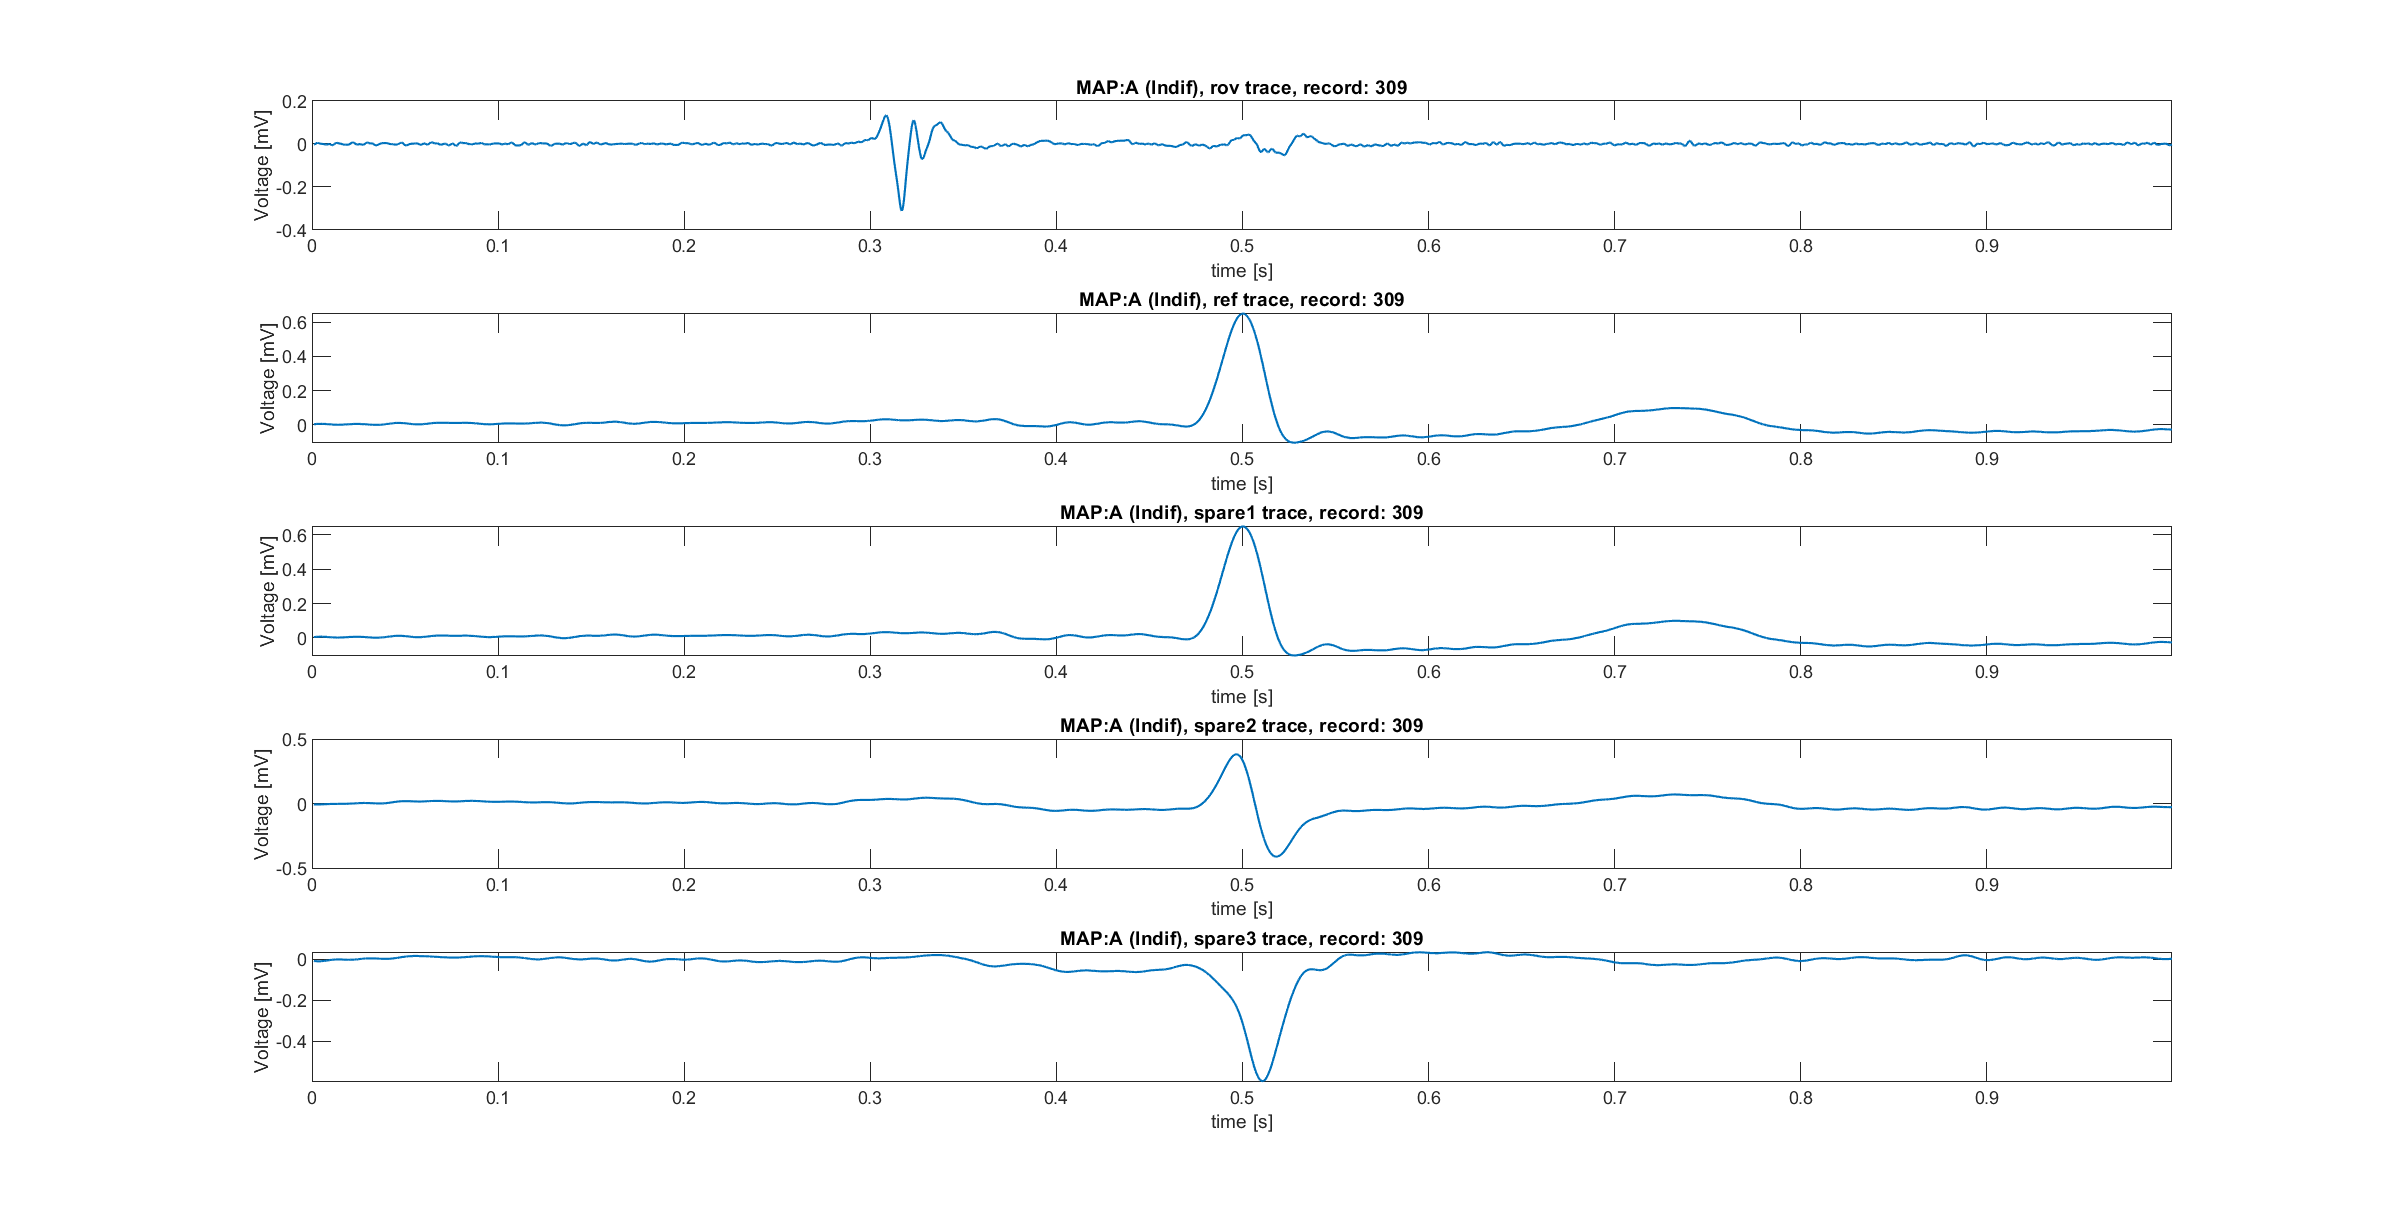 MAP:A (Indif), rov trace, record: 309
Voltage [mV]
0.2
0
-0.2
-0.4
0 0.1 0.2 0.3 0.4 0.5 0.6 0.7 0.8 0.9
time [s]
MAP:A (Indif), ref trace, record: 309
Voltage [mV]
0.6
0.4
0.2
0
0 0.1 0.2 0.3 0.4 0.5 0.6 0.7 0.8 0.9
time [s]
MAP:A (Indif), spare1 trace, record: 309
Voltage [mV]
0.6
0.4
0.2
0
0 0.1 0.2 0.3 0.4 0.5 0.6 0.7 0.8 0.9
time [s]
MAP:A (Indif), spare2 trace, record: 309
Voltage [mV]
0.5
0
-0.5
0 0.1 0.2 0.3 0.4 0.5 0.6 0.7 0.8 0.9
time [s]
MAP:A (Indif), spare3 trace, record: 309
Voltage [mV]
0
-0.2
-0.4
0 0.1 0.2 0.3 0.4 0.5 0.6 0.7 0.8 0.9
time [s]